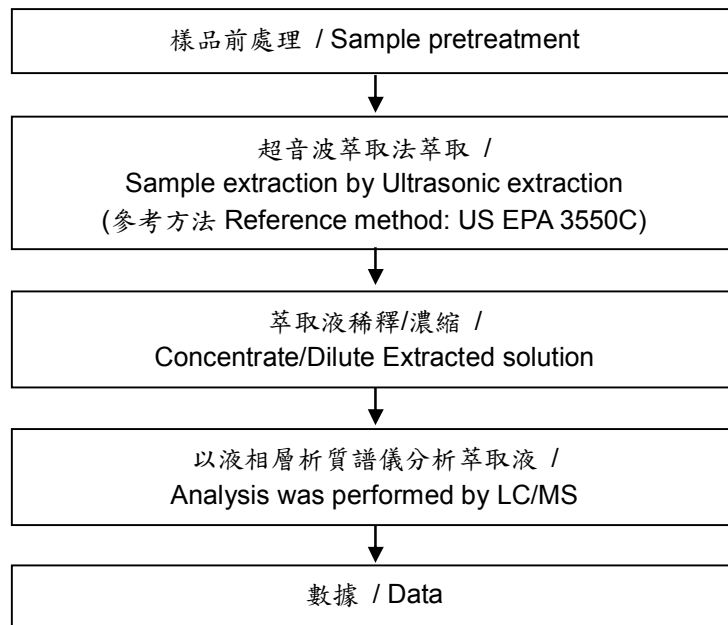 樣品前處理 / Sample pretreatment
超音波萃取法萃取 /
Sample extraction by Ultrasonic extraction
(參考方法 Reference method: US EPA 3550C)
萃取液稀釋/濃縮 /
Concentrate/Dilute Extracted solution
以液相層析質譜儀分析萃取液 /
Analysis was performed by LC/MS
數據 / Data